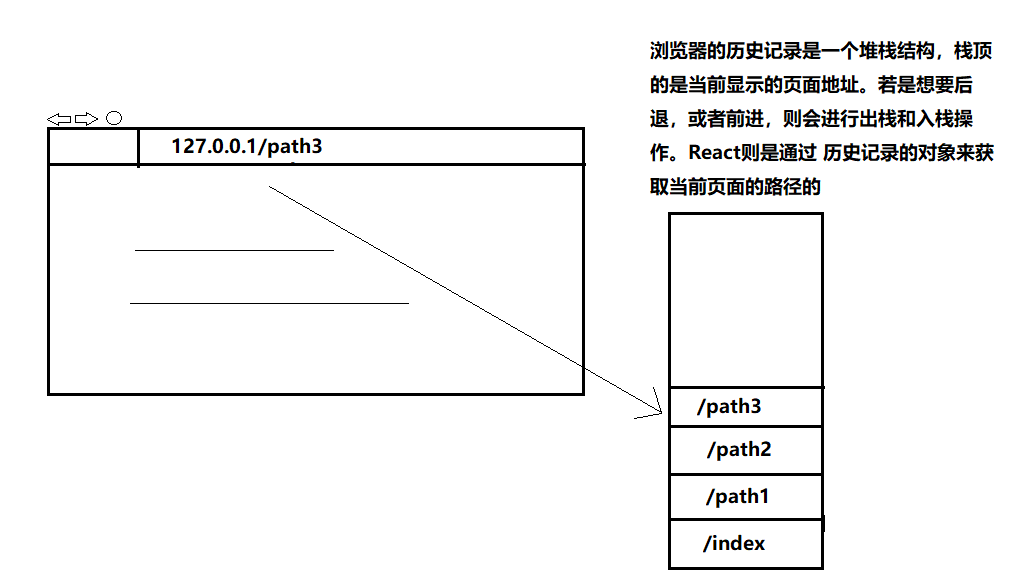 浏览器的历史记录是一个堆栈结构，栈顶
的是当前显示的页面地址。若是想要后
退，或者前进，则会进行出栈和入栈操
作。React则是通过 历史记录的对象来获
取当前页面的路径的
127.0.0.1/path3
/path3
/path2
/path1
/index